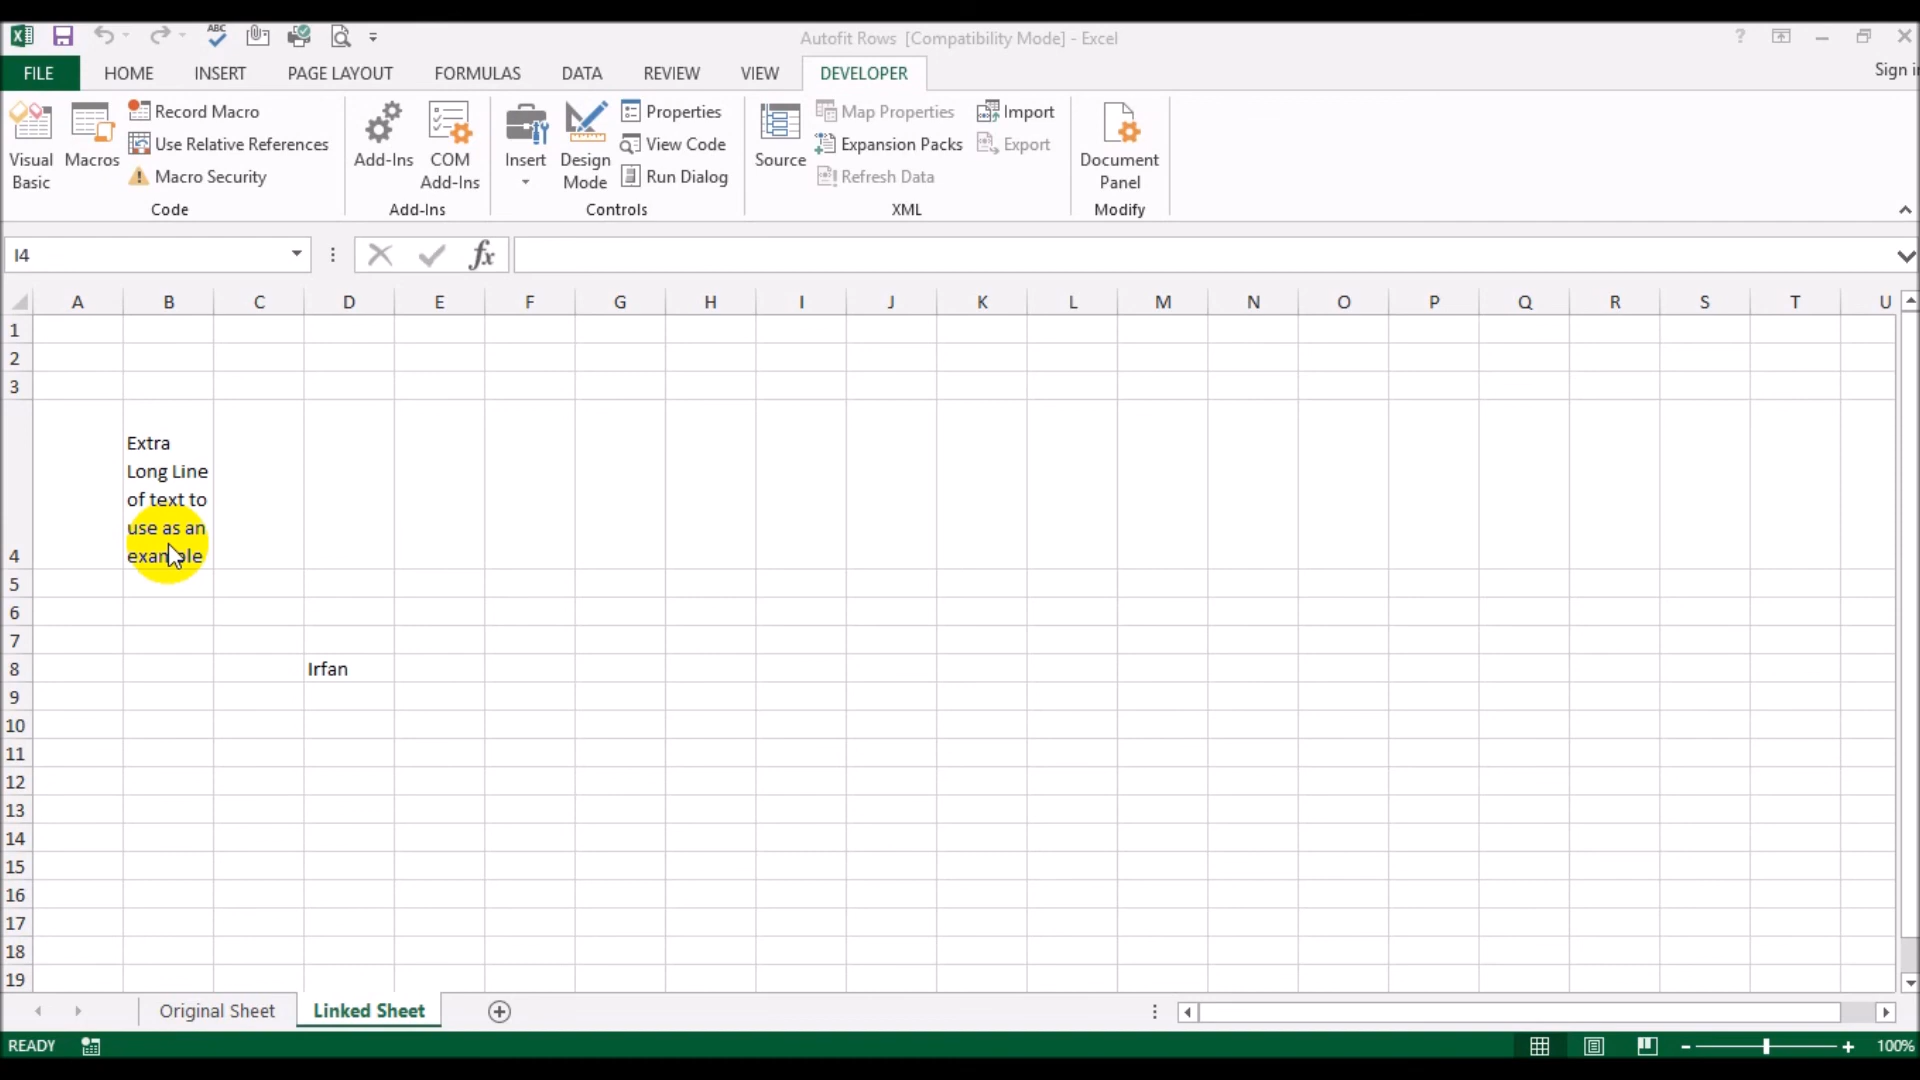 Autofit Rows [Compatibility Mode] - Excel
?
FILE HOME INSERT PAGE LAYOUT FORMULAS DATA REVIEW VIEW DEVELOPER
Visual Basic
Macros
Record Macro
Use Relative References
Macro Security
Code
Add-Ins
COM Add-Ins
Add-Ins
Insert
Design Mode
Properties
View Code
Run Dialog
Controls
Source
Map Properties
Expansion Packs
Refresh Data
Import
Export
XML
Document Panel
Modify
I4
fx
A B C D E F G H I J K L M N O P Q R S T U
1
2
3
Extra
Long Line
of text to
use as an
4 example
5
6
7
8 Irfan
9
10
11
12
13
14
15
16
17
18
19
Original Sheet Linked Sheet
READY 100%